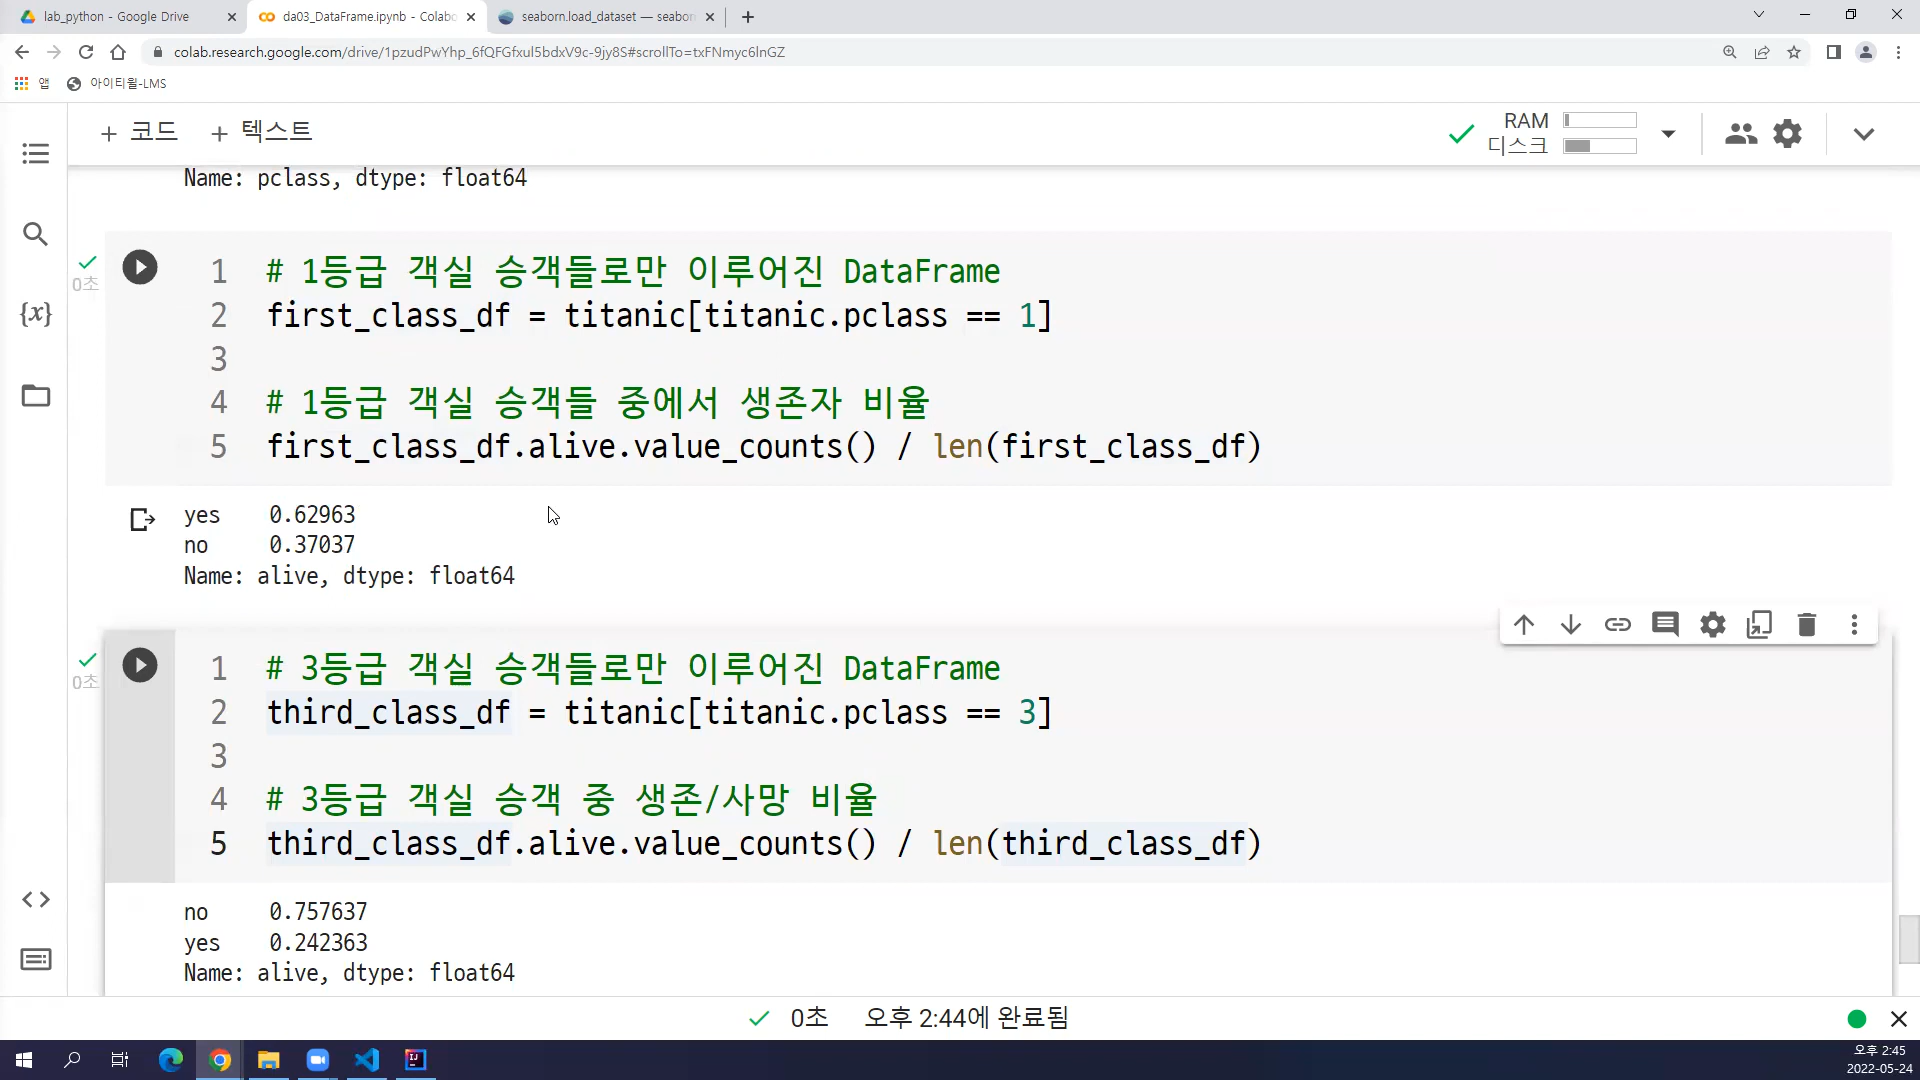 lab_python - Google Drive
da03_DataFrame.ipynb - Colabo
seaborn.load_dataset — seabor
colab.research.google.com/drive/1pzudPwYhp_6fQFGfxul5bdxV9c-9jy8S#scrollTo=txFNmyc6lnGZ
앱
아이티윌-LMS
+ 코드 + 텍스트
RAM
디스크
Name: pclass, dtype: float64
0초
1 # 1등급 객실 승객들로만 이루어진 DataFrame
2 first_class_df = titanic[titanic.pclass == 1]
3
4 # 1등급 객실 승객들 중에서 생존자 비율
5 first_class_df.alive.value_counts() / len(first_class_df)
yes 0.62963
no 0.37037
Name: alive, dtype: float64
0초
1 # 3등급 객실 승객들로만 이루어진 DataFrame
2 third_class_df = titanic[titanic.pclass == 3]
3
4 # 3등급 객실 승객 중 생존/사망 비율
5 third_class_df.alive.value_counts() / len(third_class_df)
no 0.757637
yes 0.242363
Name: alive, dtype: float64
0초 오후 2:44에 완료됨
오후 2:45
2022-05-24